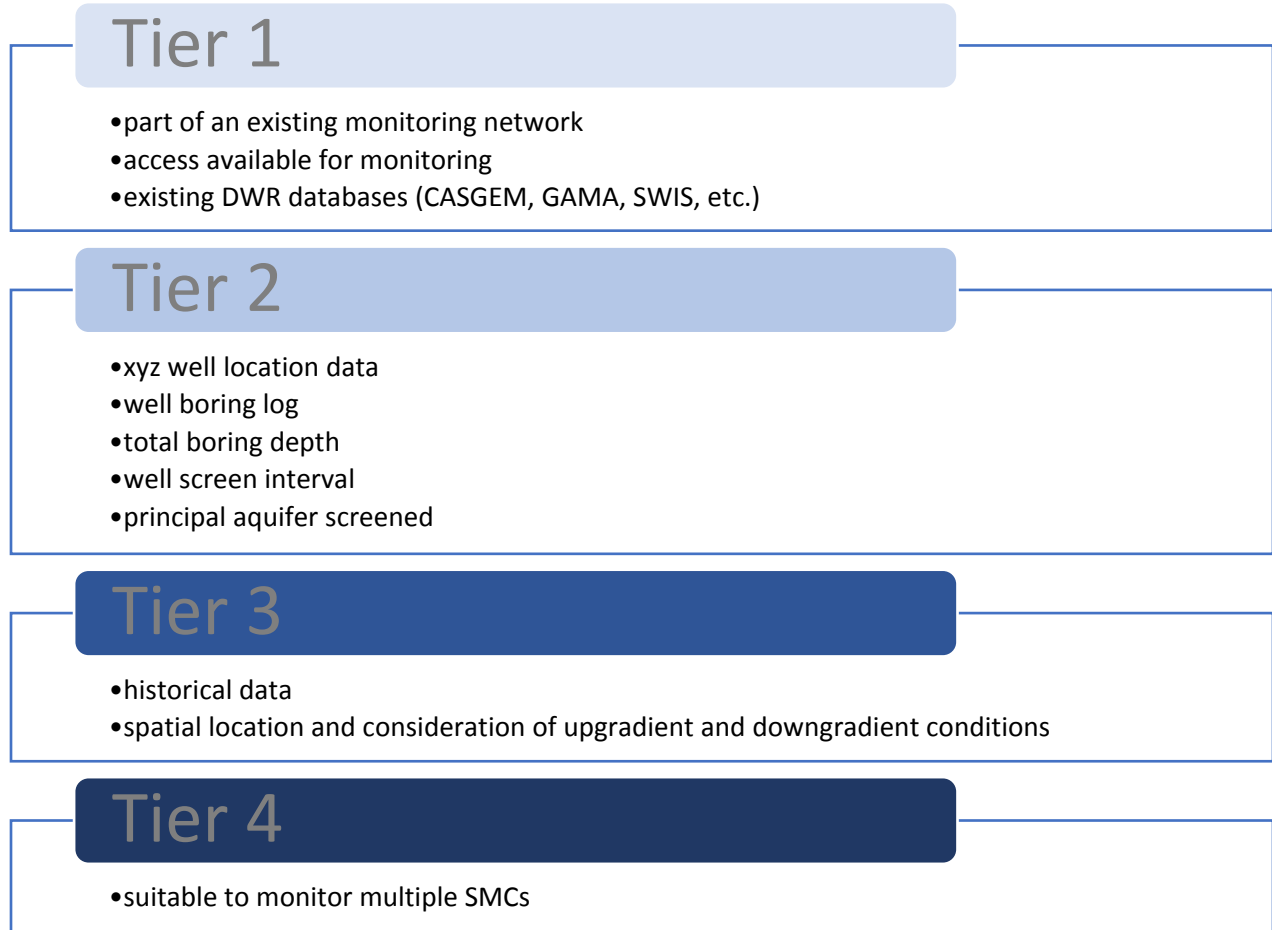 Tier 1
•part of an existing monitoring network
•access available for monitoring
•existing DWR databases (CASGEM, GAMA, SWIS, etc.)
Tier 2
•xyz well location data
•well boring log
•total boring depth
•well screen interval
•principal aquifer screened
Tier 3
•historical data
•spatial location and consideration of upgradient and downgradient conditions
Tier 4
•suitable to monitor multiple SMCs